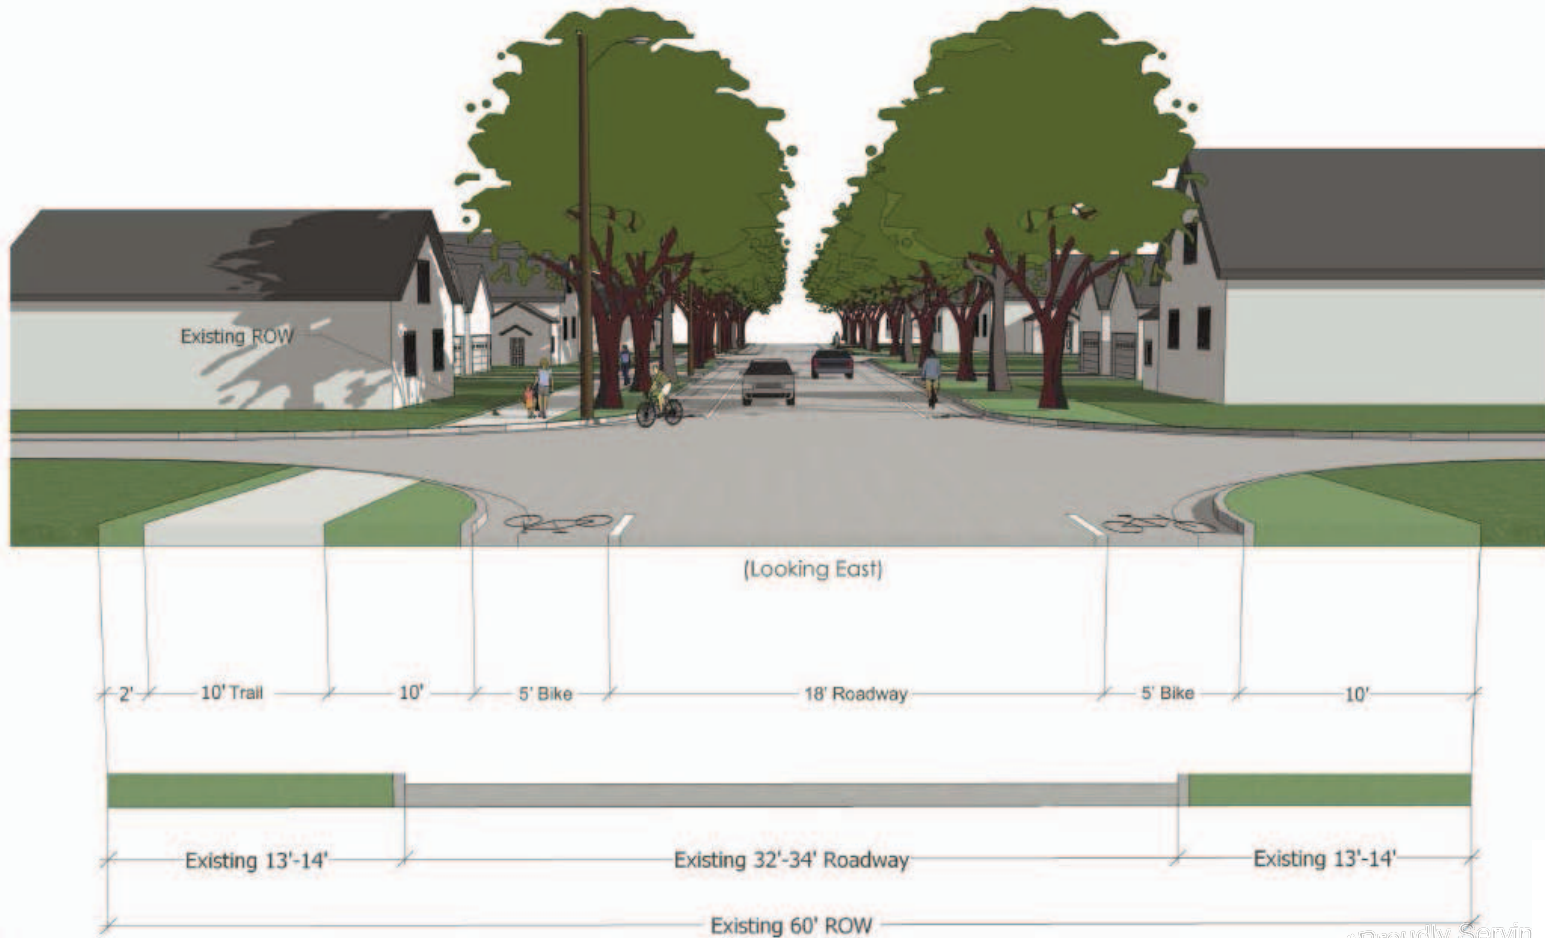 Existing ROW
(Looking East)
2' 10' Trail 10' 5' Bike 18' Roadway 5' Bike 10'
Existing 13'-14' Existing 32'-34' Roadway Existing 13'-14'
Existing 60' ROW
Proudly